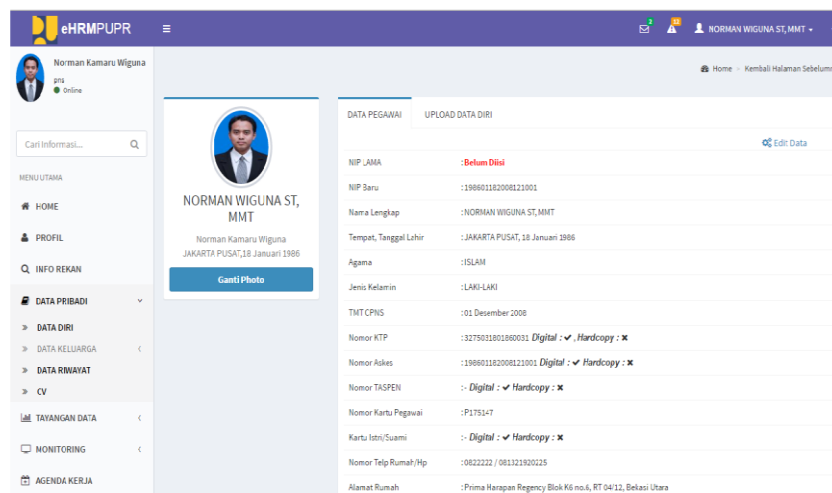 eHRMPUPR
2
12
NORMAN WIGUNA ST, MMT
Norman Kamaru Wiguna
pns
Online
Home > Kembali Halaman Sebelumn
Cari Informasi...
MENU UTAMA
HOME
PROFIL
INFO REKAN
DATA PRIBADI
DATA DIRI
DATA KELUARGA
DATA RIWAYAT
CV
TAYANGAN DATA
MONITORING
AGENDA KERJA
NORMAN WIGUNA ST,
MMT
Norman Kamaru Wiguna
JAKARTA PUSAT,18 Januari 1986
Ganti Photo
DATA PEGAWAI UPLOAD DATA DIRI
Edit Data
NIP LAMA : Belum Diisi
NIP Baru : 198601182008121001
Nama Lengkap : NORMAN WIGUNA ST, MMT
Tempat, Tanggal Lahir : JAKARTA PUSAT, 18 Januari 1986
Agama : ISLAM
Jenis Kelamin : LAKI-LAKI
TMT CPNS : 01 Desember 2008
Nomor KTP : 3275031801860031 Digital : ✔ , Hardcopy : ✖
Nomor Askes : 198601182008121001 Digital : ✔ Hardcopy : ✖
Nomor TASPEN : - Digital : ✔ Hardcopy : ✖
Nomor Kartu Pegawai : P175147
Kartu Istri/Suami : - Digital : ✔ Hardcopy : ✖
Nomor Telp Rumah/Hp : 0822222 / 081321920225
Alamat Rumah : Prima Harapan Regency Blok K6 no.6, RT 04/12, Bekasi Utara